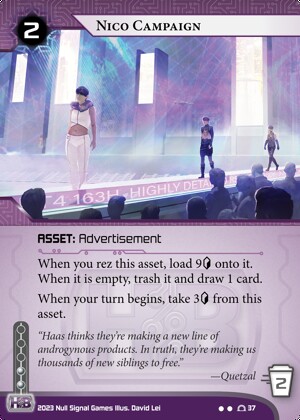 2
NICO CAMPAIGN
4 163H - HIGHLY DETA
ASSET: Advertisement
When you rez this asset, load 9 onto it.
When it is empty, trash it and draw 1 card.
When your turn begins, take 3 from this
asset.
“Haas thinks they’re making a new line of
androgynous products. In truth, they’re making us
thousands of new siblings to free.”
—Quetzal
2
HB
2023 Null Signal Games Illus. David Lei
37